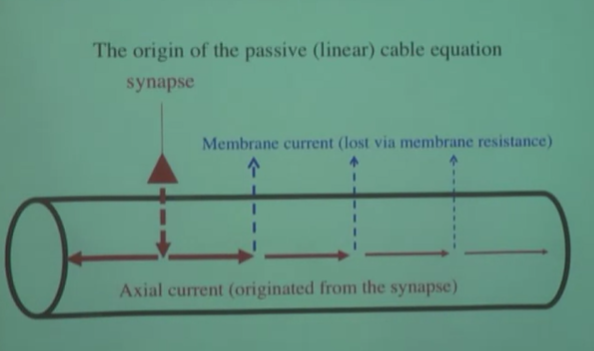 The origin of the passive (linear) cable equation
synapse
Membrane current (lost via membrane resistance)
Axial current (originated from the synapse)